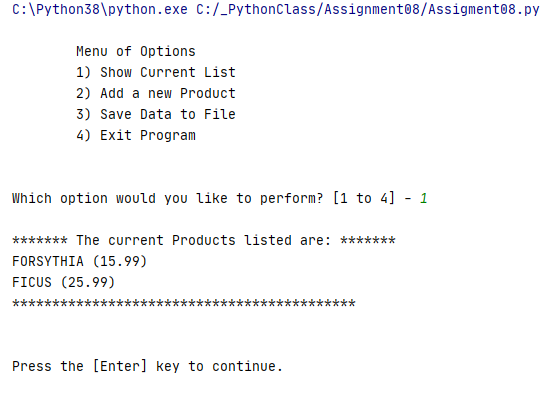 C:\Python38\python.exe C:/_PythonClass/Assignment08/Assigment08.py
Menu of Options
1) Show Current List
2) Add a new Product
3) Save Data to File
4) Exit Program
Which option would you like to perform? [1 to 4] - 1
******* The current Products listed are: *******
FORSYTHIA (15.99)
FICUS (25.99)
*******************************************
Press the [Enter] key to continue.